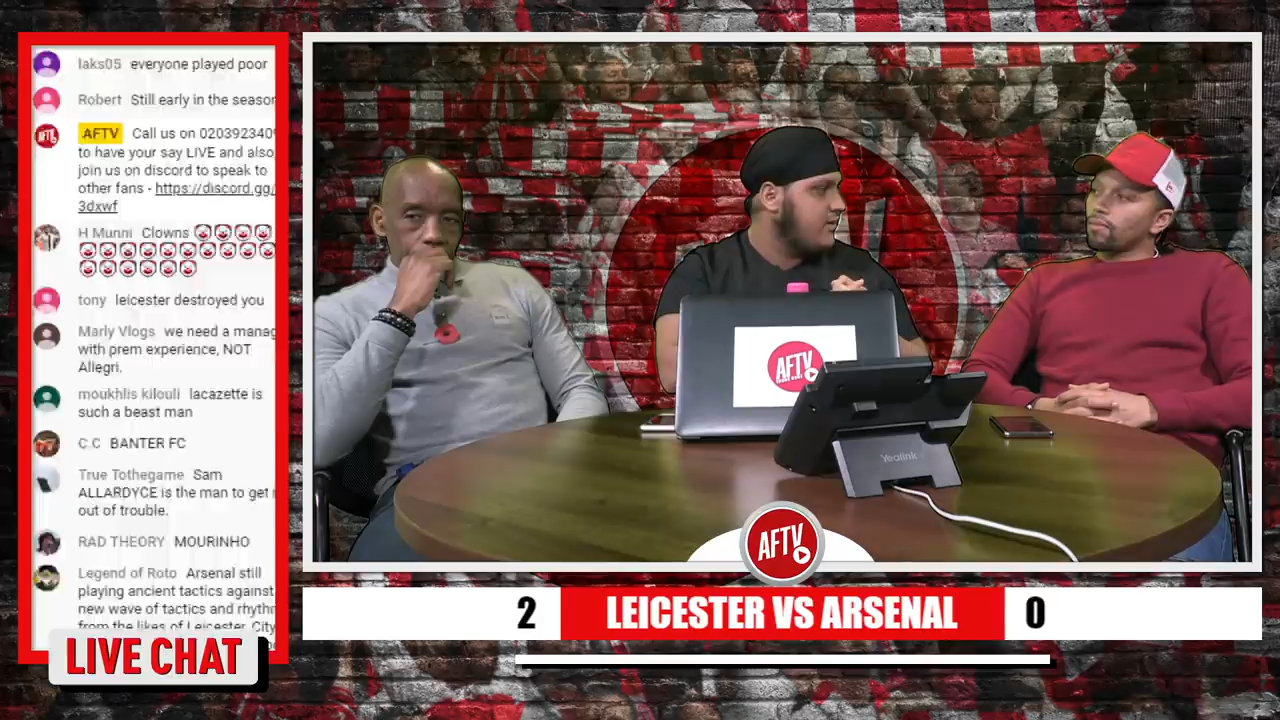 laks05 everyone played poor
Robert Still early in the season
AFTV Call us on 020392340
to have your say LIVE and also
join us on discord to speak to
other fans - https://discord.gg/
3dxwf
H Munni Clowns
tony leicester destroyed you
Marly Vlogs we need a manag
with prem experience, NOT
Allegri.
moukhlis kilouli lacazette is
such a beast man
C.C BANTER FC
True Tothegame Sam
ALLARDYCE is the man to get
out of trouble.
RAD THEORY MOURINHO
Legend of Roto Arsenal still
playing ancient tactics against
new wave of tactics and rhyth
from the likes of Leicester City
LIVE CHAT
AFTV
Yealink
AFTV
2 LEICESTER VS ARSENAL 0